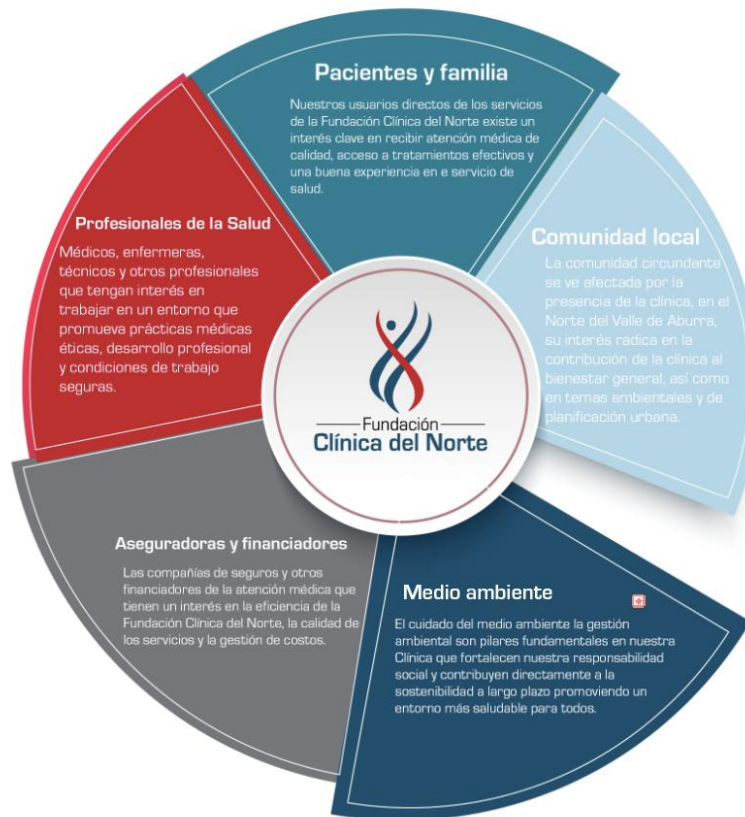 Pacientes y familia
Nuestros usuarios directos de los servicios
de la Fundación Clínica del Norte existe un
interés clave en recibir atención médica de
calidad, acceso a tratamientos efectivos y
una buena experiencia en e servicio de
salud.
Comunidad local
La comunidad circundante
se ve afectada por la
presencia de la clínica, en el
Norte del Valle de Aburra,
su interés radica en la
contribución de la clínica al
bienestar general, así como
en temas ambientales y de
planificación urbana.
Medio ambiente
El cuidado del medio ambiente la gestión
ambiental son pilares fundamentales en nuestra
Clínica que fortalecen nuestra responsabilidad
social y contribuyen directamente a la
sostenibilidad a largo plazo promoviendo un
entorno más saludable para todos.
Aseguradoras y financiadores
Las compañías de seguros y otros
financiadores de la atención médica que
tienen un interés en la eficiencia de la
Fundación Clínica del Norte, la calidad de
los servicios y la gestión de costos.
Profesionales de la Salud
Médicos, enfermeras,
técnicos y otros profesionales
que tengan interés en
trabajar en un entorno que
promueva prácticas médicas
éticas, desarrollo profesional
y condiciones de trabajo
seguras.
Fundación
Clínica del Norte